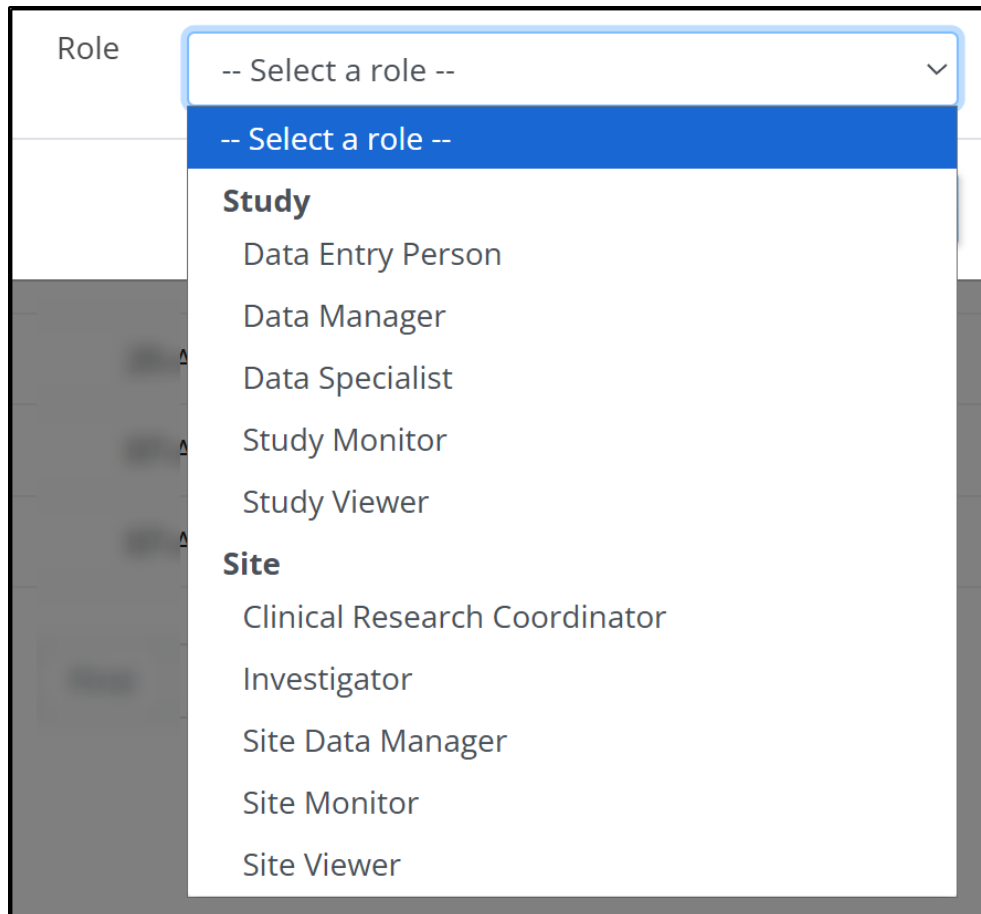 Role
-- Select a role --
-- Select a role --
Study
Data Entry Person
Data Manager
Data Specialist
Study Monitor
Study Viewer
Site
Clinical Research Coordinator
Investigator
Site Data Manager
Site Monitor
Site Viewer